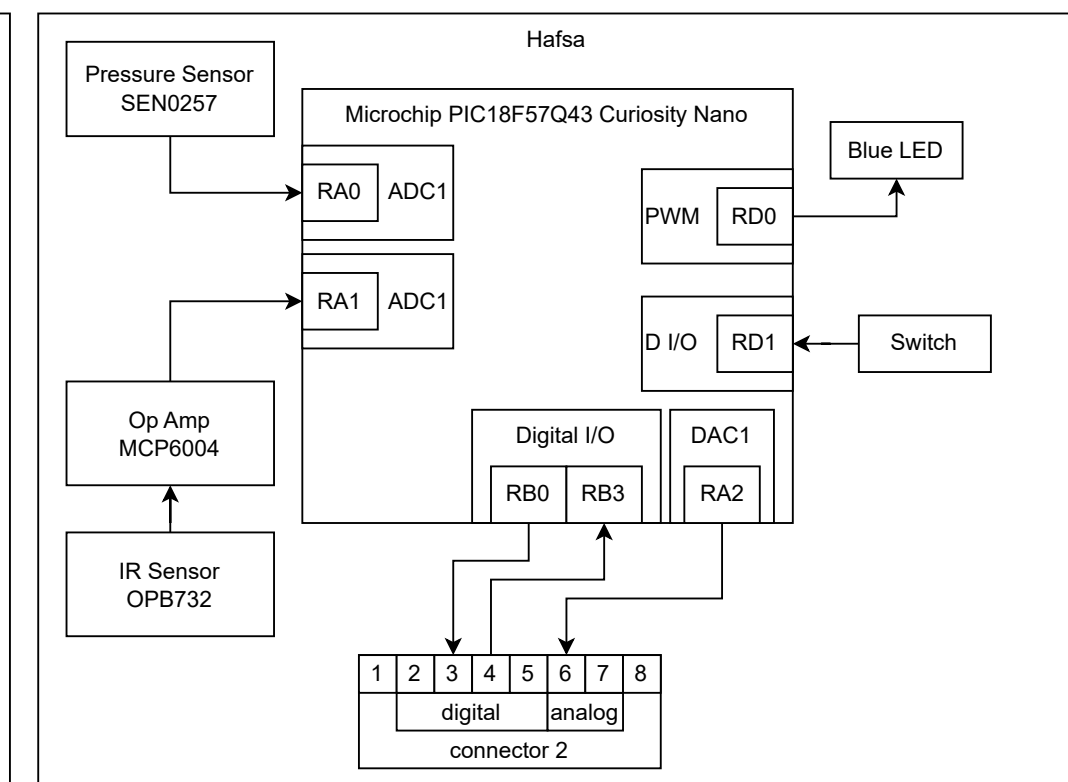 Hafsa
Pressure Sensor
SEN0257
Microchip PIC18F57Q43 Curiosity Nano
Blue LED
RA0 ADC1
PWM RD0
RA1 ADC1
D I/O RD1
Switch
Op Amp
MCP6004
Digital I/O
DAC1
RB0 RB3
RA2
IR Sensor
OPB732
1 2 3 4 5 6 7 8
digital analog
connector 2